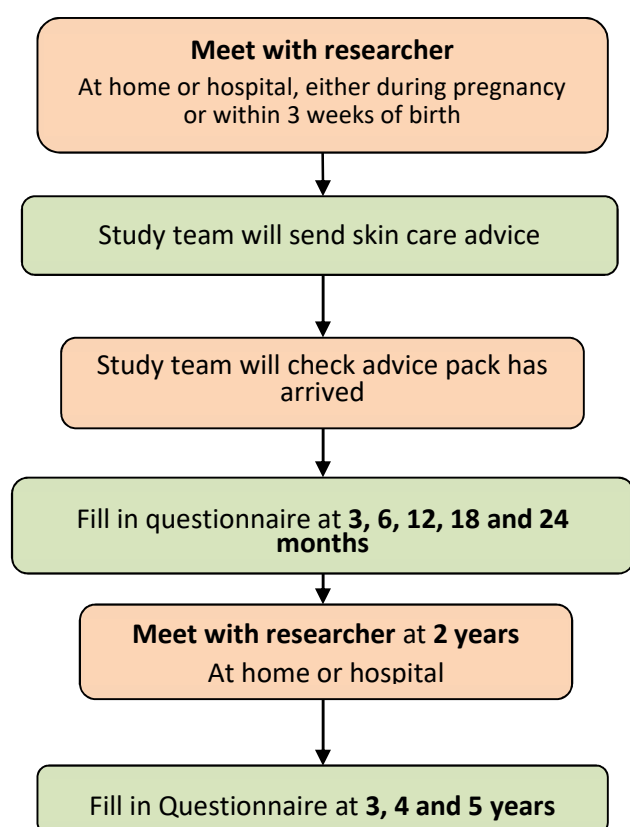 Meet with researcher
At home or hospital, either during pregnancy
or within 3 weeks of birth
Study team will send skin care advice
Study team will check advice pack has
arrived
Fill in questionnaire at 3, 6, 12, 18 and 24
months
Meet with researcher at 2 years
At home or hospital
Fill in Questionnaire at 3, 4 and 5 years